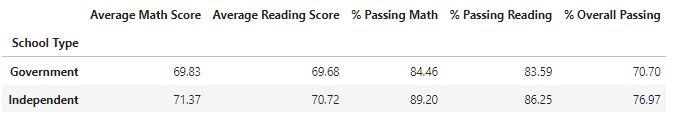 Average Math Score Average Reading Score % Passing Math % Passing Reading % Overall Passing
School Type
Government 69.83 69.68 84.46 83.59 70.70
Independent 71.37 70.72 89.20 86.25 76.97